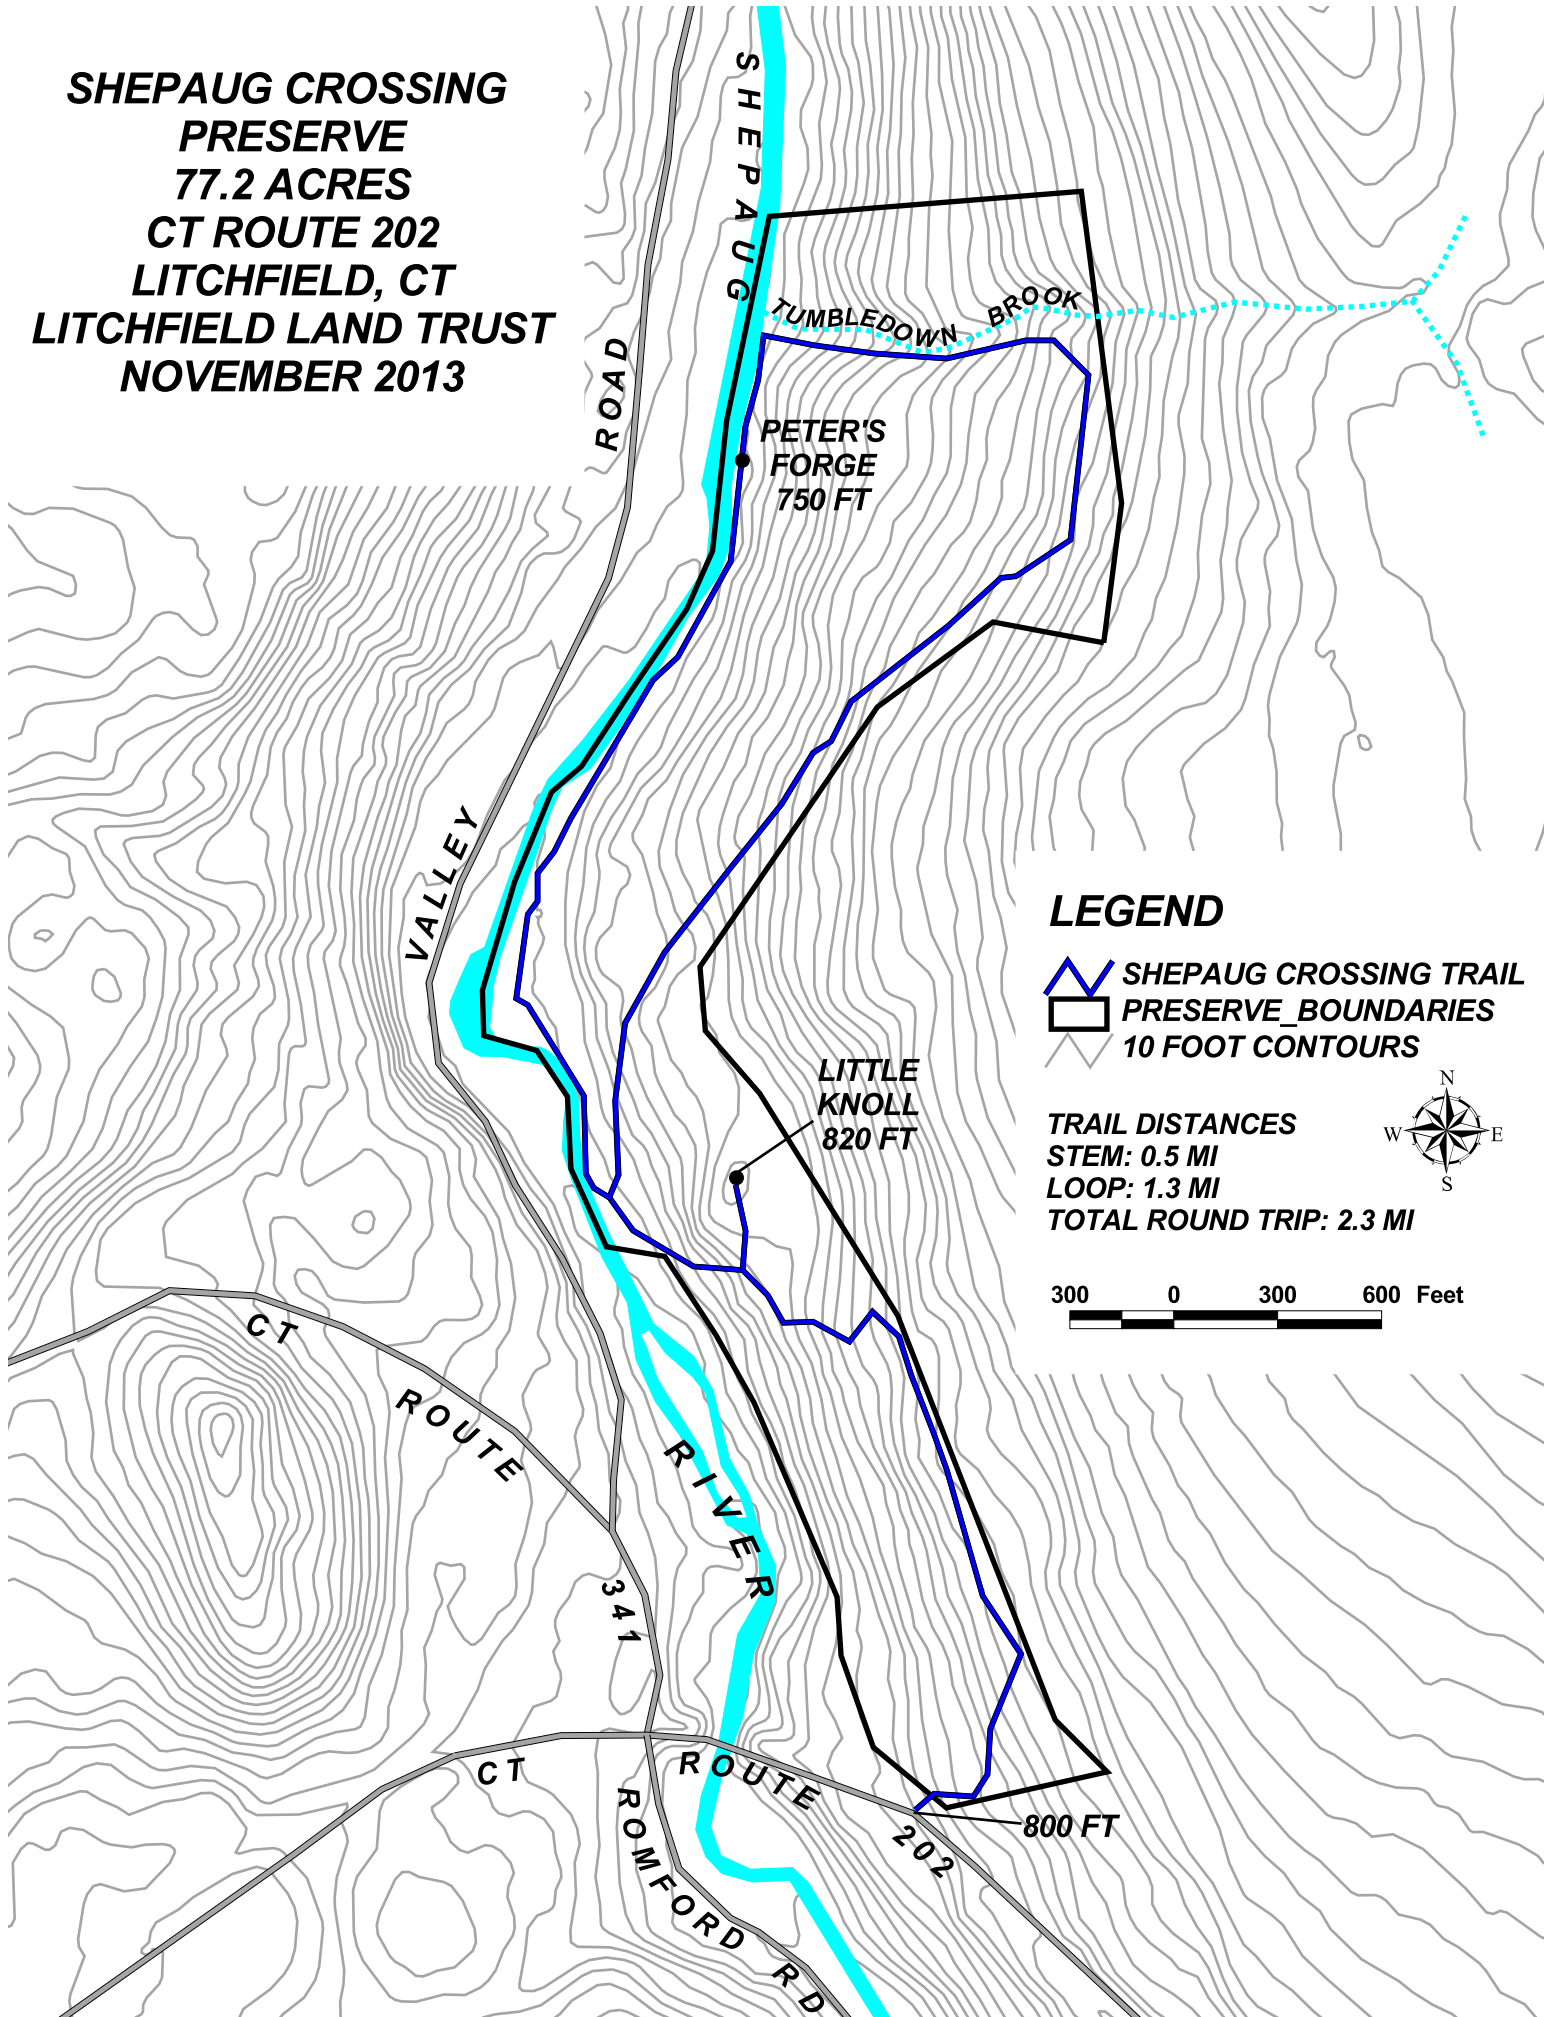 SHEPAUG CROSSING
PRESERVE
77.2 ACRES
CT ROUTE 202
LITCHFIELD, CT
LITCHFIELD LAND TRUST
NOVEMBER 2013
SHEPAUG
TUMBLEDOWN BROOK
ROAD
PETER'S
FORGE
750 FT
VALLEY
LEGEND
SHEPAUG CROSSING TRAIL
PRESERVE_BOUNDARIES
10 FOOT CONTOURS
LITTLE
KNOLL
820 FT
N
W E
S
TRAIL DISTANCES
STEM: 0.5 MI
LOOP: 1.3 MI
TOTAL ROUND TRIP: 2.3 MI
300 0 300 600 Feet
CT
ROUTE
341
RIVER
CT ROUTE
202
800 FT
ROMFORD RD